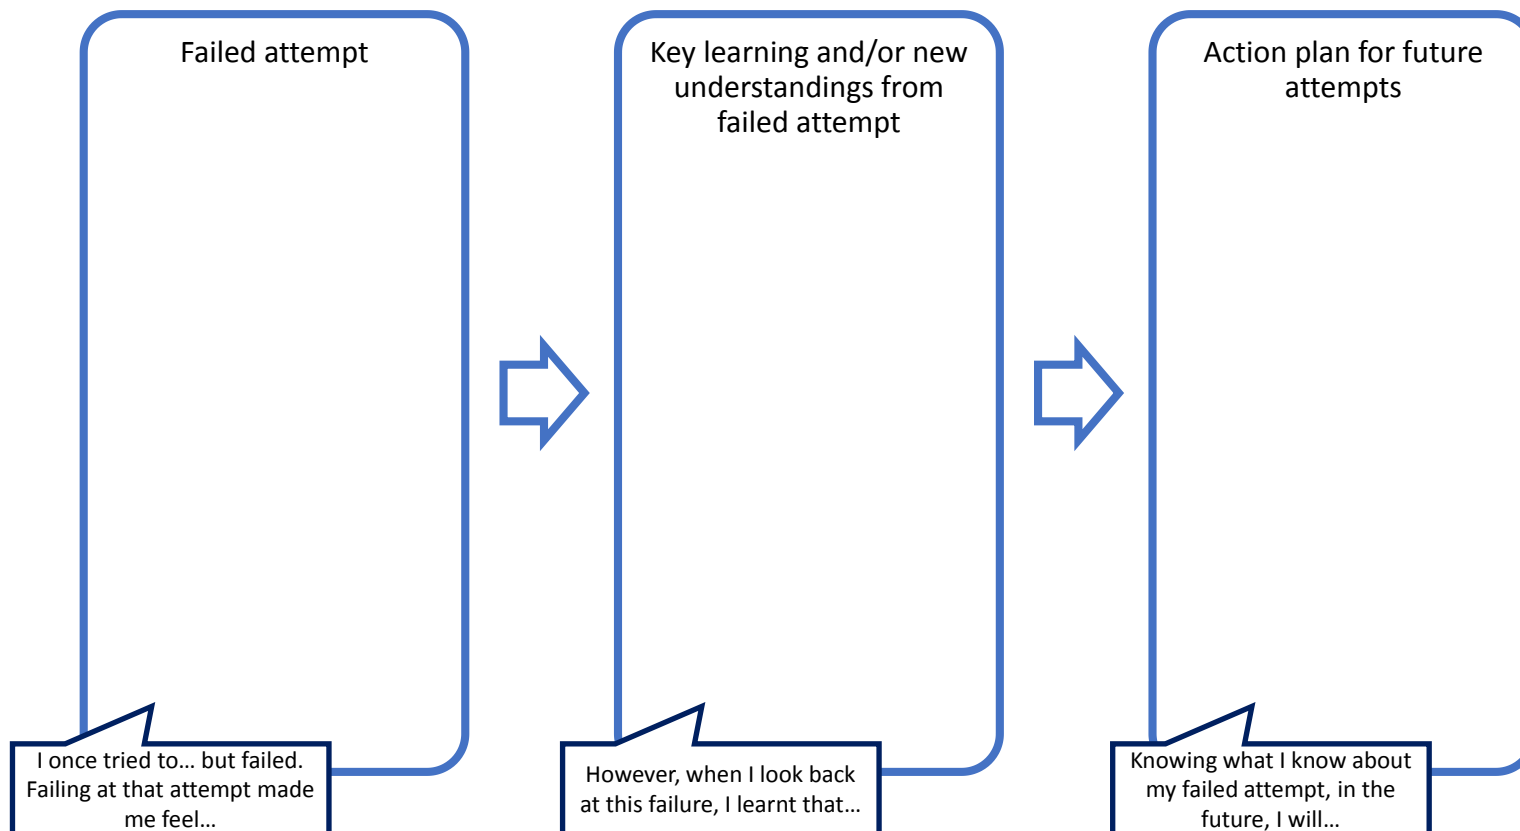 Failed attempt
Key learning and/or new
understandings from
failed attempt
Action plan for future
attempts
I once tried to… but failed.
Failing at that attempt made
me feel…
However, when I look back
at this failure, I learnt that…
Knowing what I know about
my failed attempt, in the
future, I will…